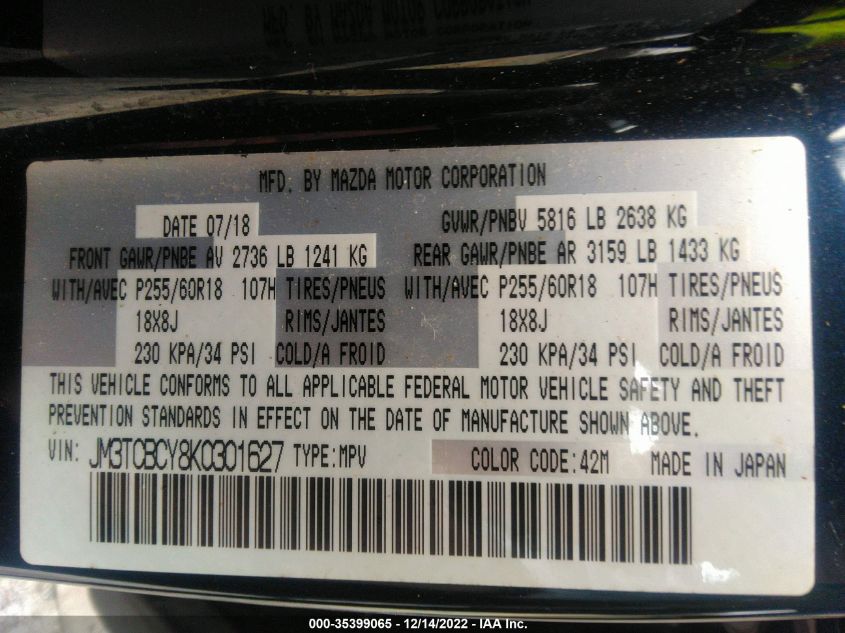 MFD. BY MAZDA MOTOR CORPORATION
DATE 07/18 GVWR/PNBV 5816 LB 2638 KG
FRONT GAWR/PNBE AV 2736 LB 1241 KG REAR GAWR/PNBE AR 3159 LB 1433 KG
WITH/AVEC P255/60R18 107H TIRES/PNEUS WITH/AVEC P255/60R18 107H TIRES/PNEUS
18X8J RIMS/JANTES 18X8J RIMS/JANTES
230 KPA/34 PSI COLD/A FROID 230 KPA/34 PSI COLD/A FROID
THIS VEHICLE CONFORMS TO ALL APPLICABLE FEDERAL MOTOR VEHICLE SAFETY AND THEFT
PREVENTION STANDARDS IN EFFECT ON THE DATE OF MANUFACTURE SHOWN ABOVE.
VIN: JM3TCBCY8K0301627 TYPE:MPV COLOR CODE:42M MADE IN JAPAN
000-35399065 - 12/14/2022 - IAA Inc.